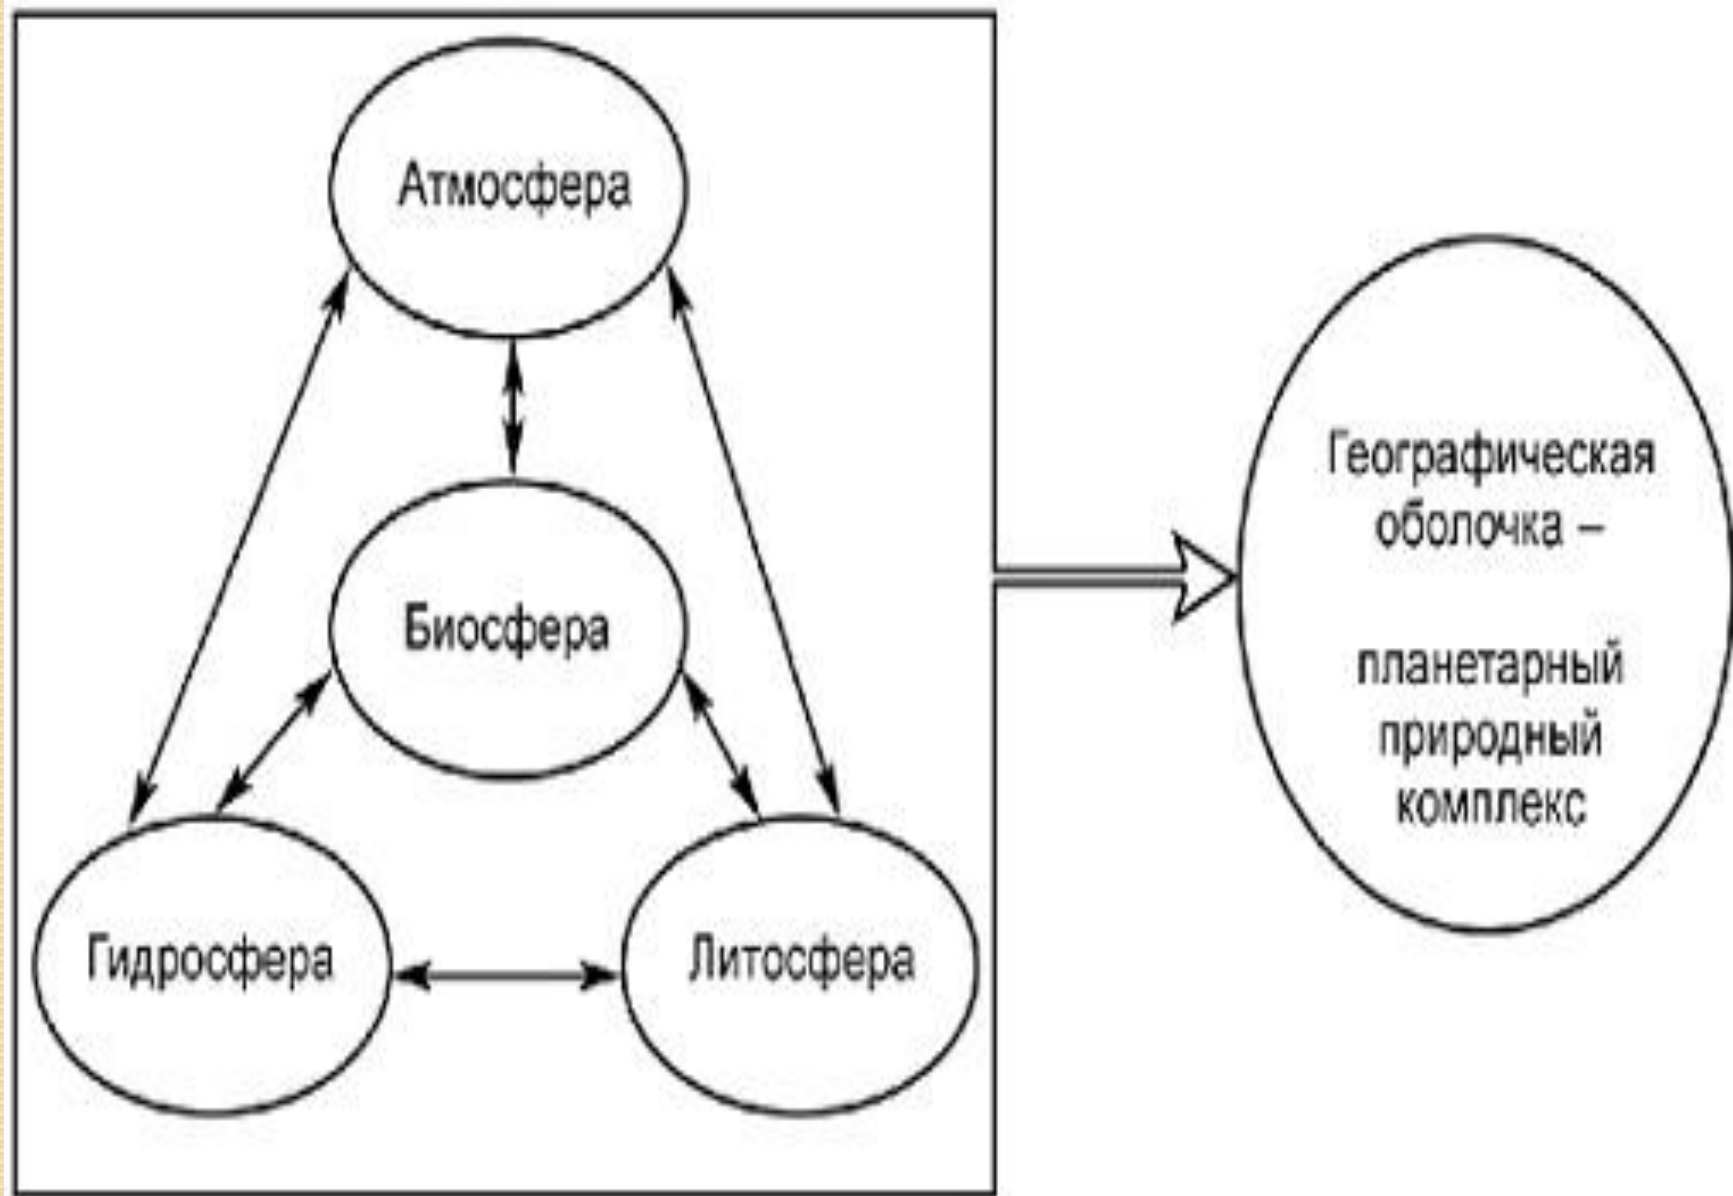 Атмосфера
Биосфера
Гидросфера
Литосфера
Географическая
оболочка –
планетарный
природный
комплекс